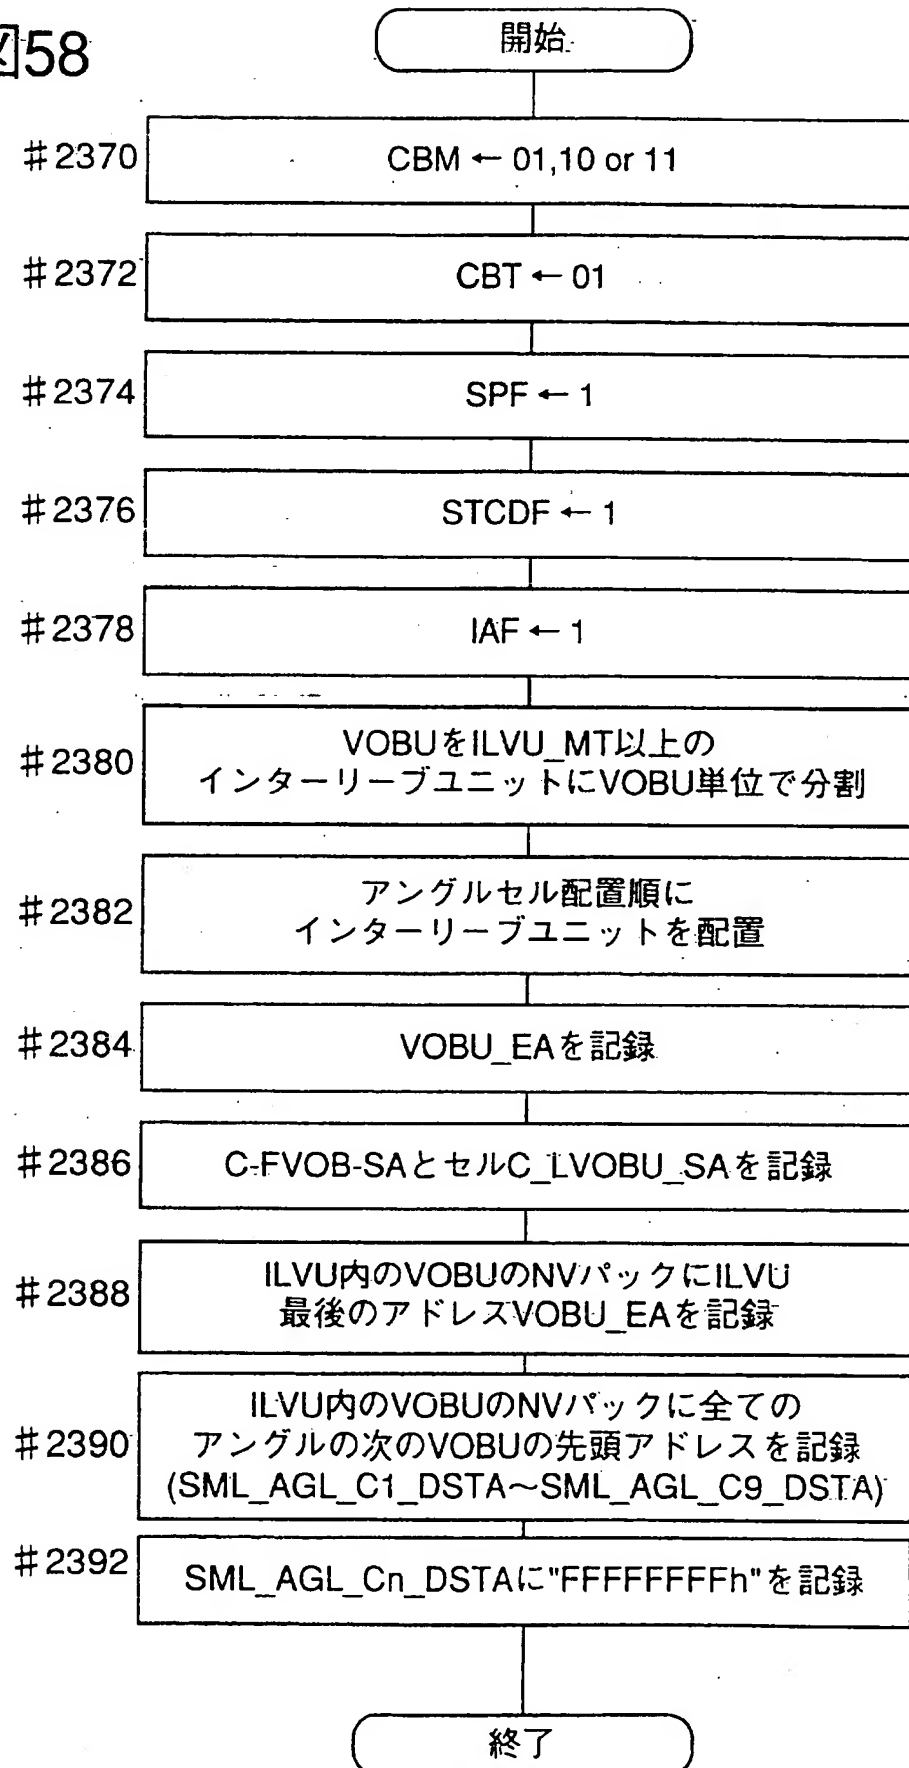 図58
開始
#2370
CBM ← 01,10 or 11
#2372
CBT ← 01
#2374
SPF ← 1
#2376
STCDF ← 1
#2378
IAF ← 1
#2380
VOBUをILVU_MT以上の
インターリーブユニットにVOBU単位で分割
#2382
アングルセル配置順に
インターリーブユニットを配置
#2384
VOBU_EAを記録
#2386
C-FVOB-SAとセルC_LVOBU_SAを記録
#2388
ILVU内のVOBUのNVパックにILVU
最後のアドレスVOBU_EAを記録
#2390
ILVU内のVOBUのNVパックに全ての
アングルの次のVOBUの先頭アドレスを記録
(SML_AGL_C1_DSTA～SML_AGL_C9_DSTA)
#2392
SML_AGL_Cn_DSTAに"FFFFFFFFh"を記録
終了